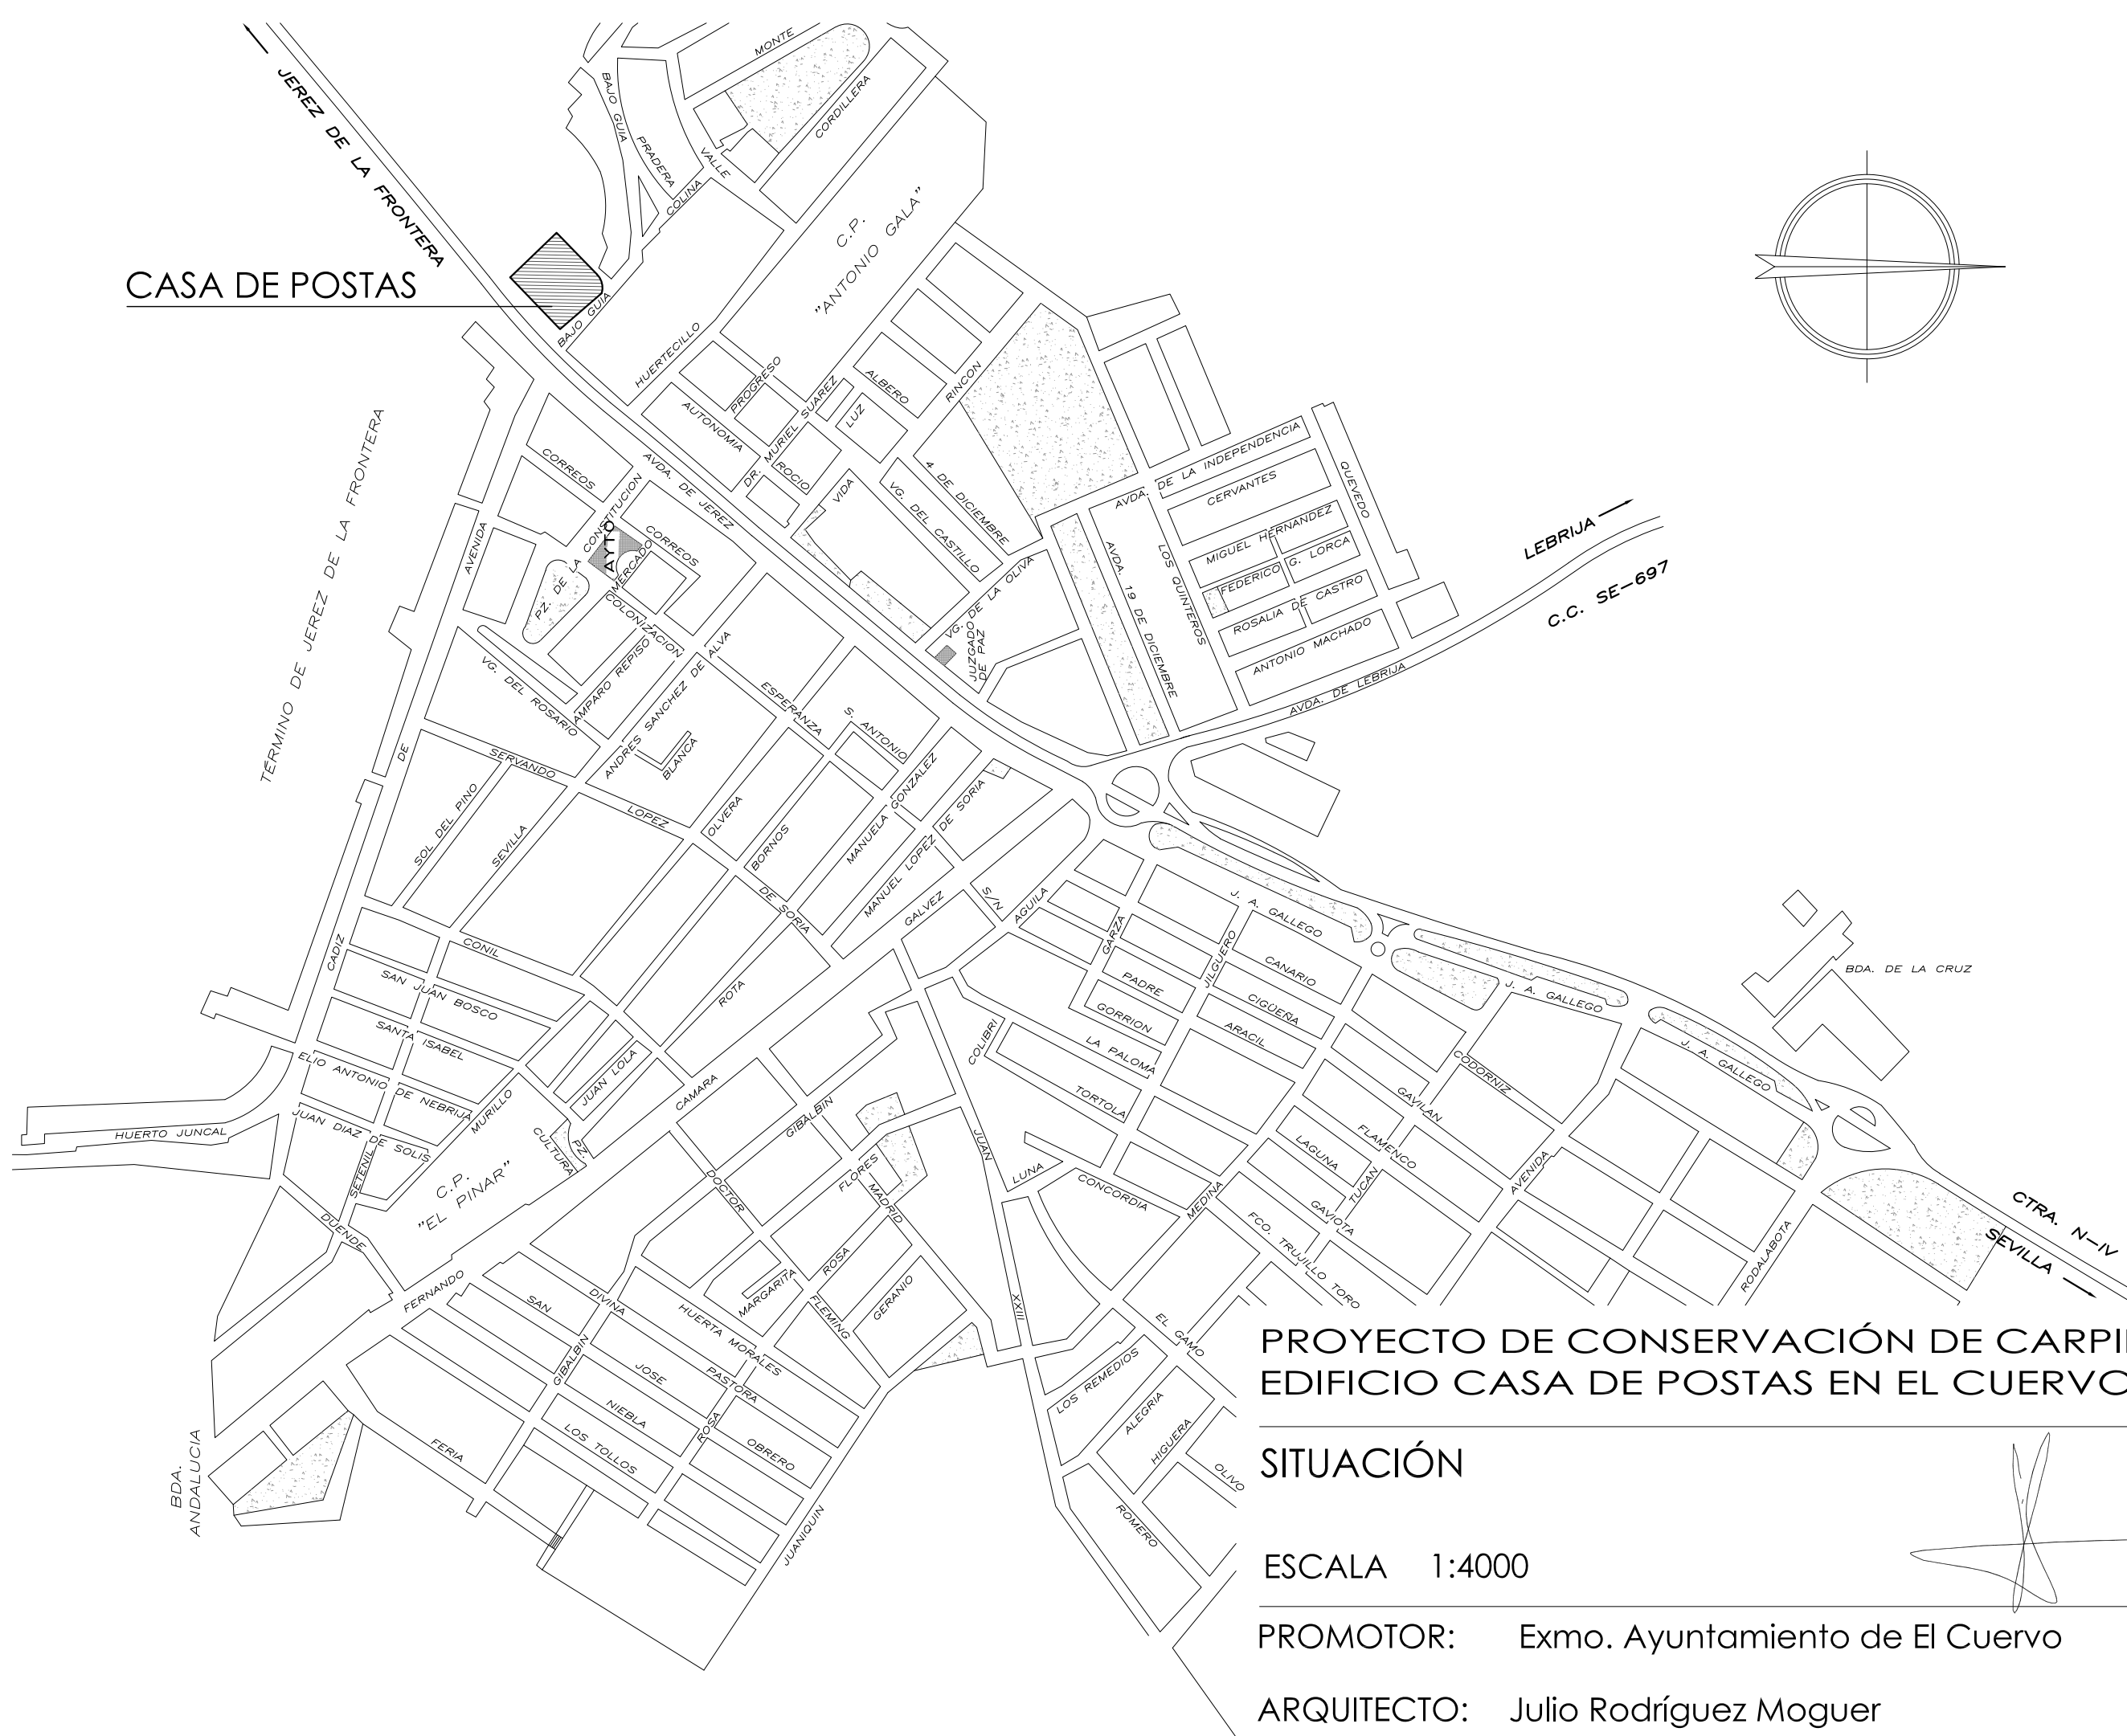 MONTE
BAJO GUIA
PRADERA
VALLE
COLINA
CORDILLERA
JEREZ DE LA FRONTERA
C.P.
"ANTONIO GALA"
CASA DE POSTAS
BAJO GUIA
HUERTECILLO
PROGRESO
AUTONOMIA
DR. MURIEL SUAREZ
ALBERO
LUZ
RINCON
ROCIO
VIDA
4 DE DICIEMBRE
VG. DEL CASTILLO
VG. DE LA OLIVA
JUZGADO
DE PAZ
AVDA. DE LA INDEPENDENCIA
CERVANTES
QUEVEDO
MIGUEL HERNANDEZ
FEDERICO G. LORCA
ROSALIA DE CASTRO
ANTONIO MACHADO
LOS QUINTEROS
AVDA. 19 DE DICIEMBRE
AVDA. DE LEBRIJA
LEBRIJA
C.C. SE-697
TÉRMINO DE JEREZ DE LA FRONTERA
AVENIDA
DE
CADIZ
CORREOS
AVDA. DE JEREZ
PZ. DE LA CONSTITUCION
AYTO
MERCADO
CORREOS
COLONIZACION
AMPARO REPISO
VG. DEL ROSARIO
ANDRES SANCHEZ DE ALVA
BLANCA
ESPERANZA
S. ANTONIO
SERVANDO
LOPEZ
DE SORIA
SOL DEL PINO
SEVILLA
OLVERA
BORNOS
MANUELA GONZALEZ
MANUEL LOPEZ DE SORIA
GALVEZ
S/N
AGUILA
CONIL
SAN JUAN BOSCO
SANTA ISABEL
ELIO ANTONIO DE NEBRIJA
JUAN DIAZ DE SOLIS
ROTA
JUAN LOLA
CAMARA
MURILLO
SETENIL
HUERTO JUNCAL
DUENDE
C.P.
"EL PINAR"
PZ.
CULTURA
GARZA
JILGUERO
J. A. GALLEGO
CANARIO
PADRE
CIGÜEÑA
GORRION
ARACIL
LA PALOMA
COLIBRI
TORTOLA
J. A. GALLEGO
J. A. GALLEGO
BDA. DE LA CRUZ
CODORNIZ
GAVILAN
FLAMENCO
LAGUNA
TUCAN
GAVIOTA
AVENIDA
RODALABOTA
MEDINA
FCO. TRUJILLO TORO
CONCORDIA
LUNA
JUAN
XXIII
GIBALBIN
FLORES
MADRID
DOCTOR
FLEMING
ROSA
MARGARITA
GERANIO
FERNANDO
SAN
JOSE
OBRERO
DIVINA
PASTORA
HUERTA MORALES
GIBALBIN
NIEBLA
ROSA
LOS TOLLOS
FERIA
JUANIQUIN
BDA.
ANDALUCIA
EL GAMO
LOS REMEDIOS
ALEGRIA
HIGUERA
OLIVO
ROMERO
CTRA. N-IV
SEVILLA
PROYECTO DE CONSERVACIÓN DE CARPI
EDIFICIO CASA DE POSTAS EN EL CUERVO
SITUACIÓN
ESCALA 1:4000
PROMOTOR: Exmo. Ayuntamiento de El Cuervo
ARQUITECTO: Julio Rodríguez Moguer